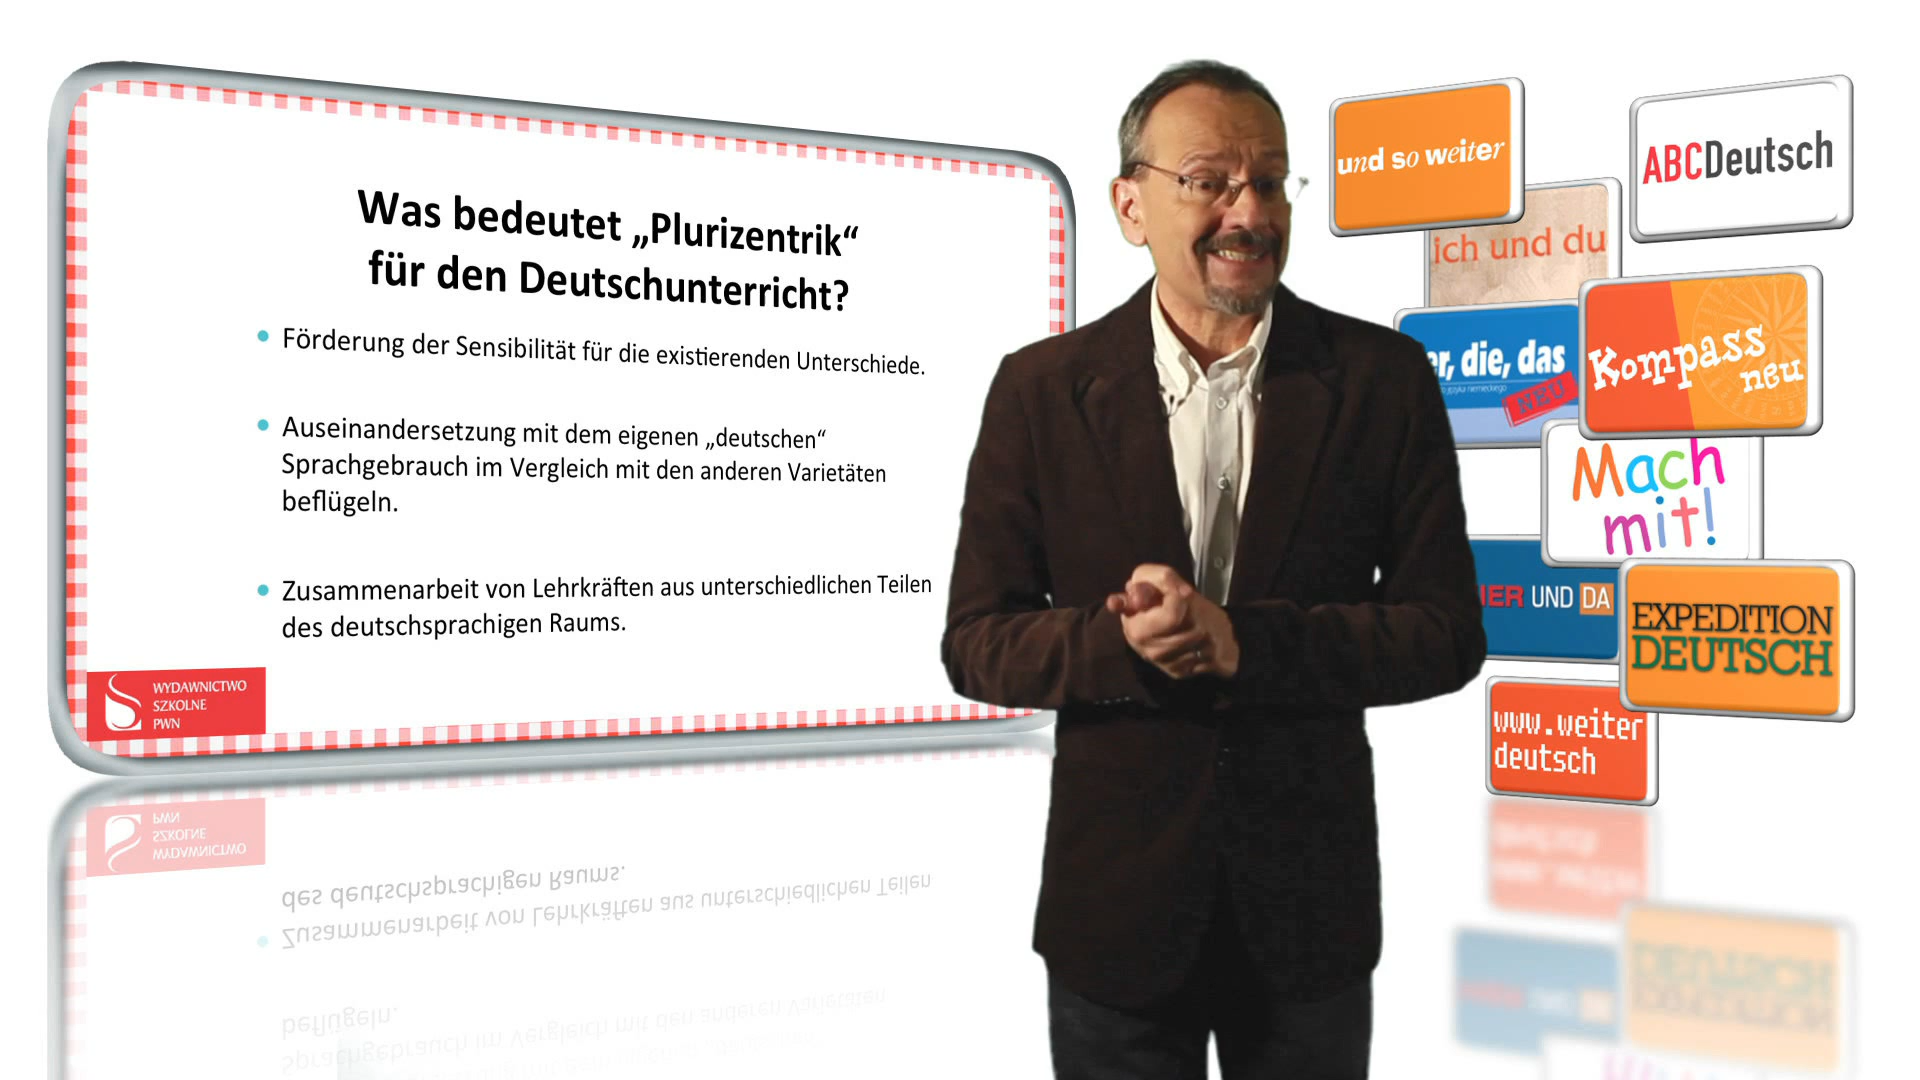 Was bedeutet „Plurizentrik“
für den Deutschunterricht?
Förderung der Sensibilität für die existierenden Unterschiede.
Auseinandersetzung mit dem eigenen „deutschen“
Sprachgebrauch im Vergleich mit den anderen Varietäten
beflügeln.
Zusammenarbeit von Lehrkräften aus unterschiedlichen Teilen
des deutschsprachigen Raums.
WYDAWNICTWO
SZKOLNE
PWN
und so weiter
ABCDeutsch
ich und du
die, das
NEU
Kompass
neu
Mach
mit!
UND DA
EXPEDITION
DEUTSCH
www.weiter
deutsch